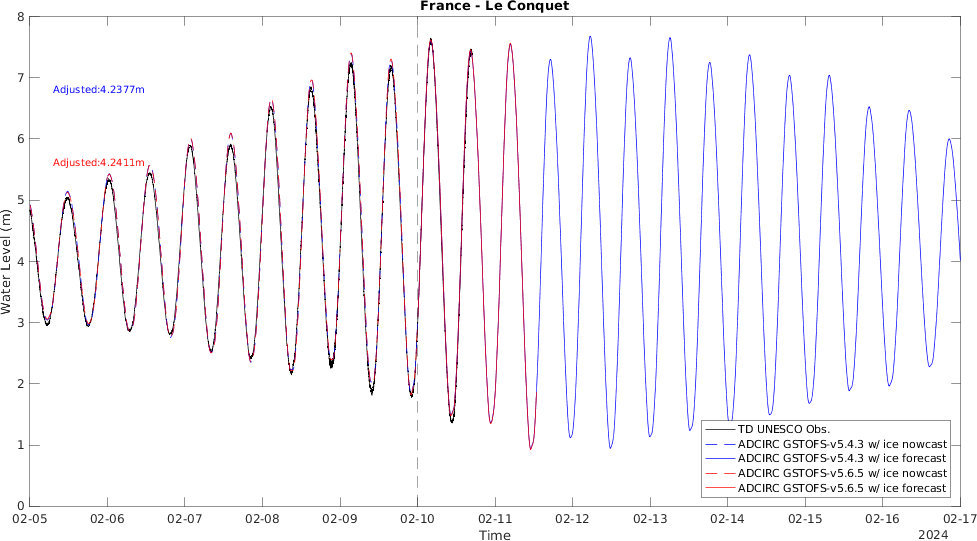 France - Le Conquet
8
7
6
5
4
3
2
1
0
Water Level (m)
Adjusted:4.2377m
Adjusted:4.2411m
TD UNESCO Obs.
ADCIRC GSTOFS-v5.4.3 w/ ice nowcast
ADCIRC GSTOFS-v5.4.3 w/ ice forecast
ADCIRC GSTOFS-v5.6.5 w/ ice nowcast
ADCIRC GSTOFS-v5.6.5 w/ ice forecast
02-05 02-06 02-07 02-08 02-09 02-10 02-11 02-12 02-13 02-14 02-15 02-16 02-17
Time
2024